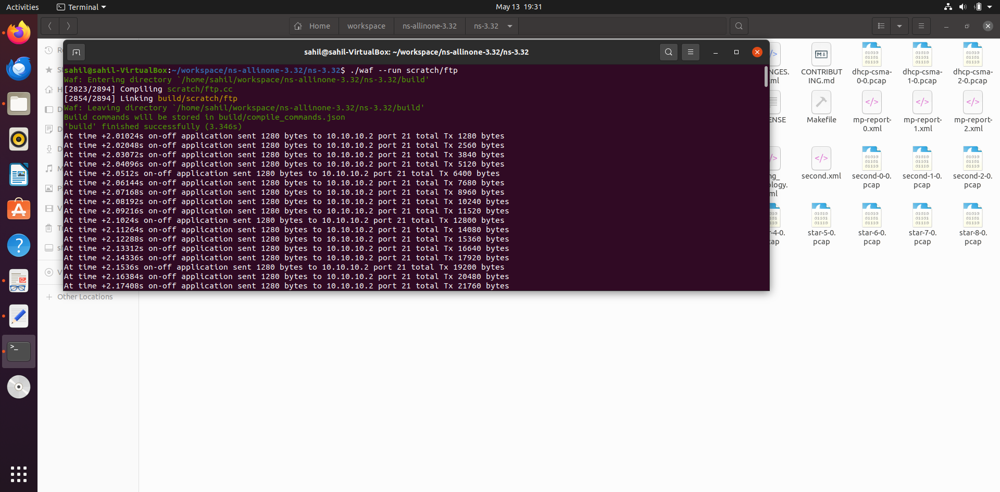 Activities
Terminal
May 13 19:31
Home
workspace
ns-allinone-3.32
ns-3.32
sahil@sahil-VirtualBox: ~/workspace/ns-allinone-3.32/ns-3.32
sahil@sahil-VirtualBox:~/workspace/ns-allinone-3.32/ns-3.32$ ./waf --run scratch/ftp
Waf: Entering directory `/home/sahil/workspace/ns-allinone-3.32/ns-3.32/build'
[2823/2894] Compiling scratch/ftp.cc
[2854/2894] Linking build/scratch/ftp
Waf: Leaving directory `/home/sahil/workspace/ns-allinone-3.32/ns-3.32/build'
Build commands will be stored in build/compile_commands.json
'build' finished successfully (3.346s)
At time +2.01024s on-off application sent 1280 bytes to 10.10.10.2 port 21 total Tx 1280 bytes
At time +2.02048s on-off application sent 1280 bytes to 10.10.10.2 port 21 total Tx 2560 bytes
At time +2.03072s on-off application sent 1280 bytes to 10.10.10.2 port 21 total Tx 3840 bytes
At time +2.04096s on-off application sent 1280 bytes to 10.10.10.2 port 21 total Tx 5120 bytes
At time +2.0512s on-off application sent 1280 bytes to 10.10.10.2 port 21 total Tx 6400 bytes
At time +2.06144s on-off application sent 1280 bytes to 10.10.10.2 port 21 total Tx 7680 bytes
At time +2.07168s on-off application sent 1280 bytes to 10.10.10.2 port 21 total Tx 8960 bytes
At time +2.08192s on-off application sent 1280 bytes to 10.10.10.2 port 21 total Tx 10240 bytes
At time +2.09216s on-off application sent 1280 bytes to 10.10.10.2 port 21 total Tx 11520 bytes
At time +2.1024s on-off application sent 1280 bytes to 10.10.10.2 port 21 total Tx 12800 bytes
At time +2.11264s on-off application sent 1280 bytes to 10.10.10.2 port 21 total Tx 14080 bytes
At time +2.12288s on-off application sent 1280 bytes to 10.10.10.2 port 21 total Tx 15360 bytes
At time +2.13312s on-off application sent 1280 bytes to 10.10.10.2 port 21 total Tx 16640 bytes
At time +2.14336s on-off application sent 1280 bytes to 10.10.10.2 port 21 total Tx 17920 bytes
At time +2.1536s on-off application sent 1280 bytes to 10.10.10.2 port 21 total Tx 19200 bytes
At time +2.16384s on-off application sent 1280 bytes to 10.10.10.2 port 21 total Tx 20480 bytes
At time +2.17408s on-off application sent 1280 bytes to 10.10.10.2 port 21 total Tx 21760 bytes
Other Locations
NGES.
ml
CONTRIBUT
ING.md
dhcp-csma-
0-0.pcap
dhcp-csma-
1-0.pcap
dhcp-csma-
2-0.pcap
ENSE
Makefile
mp-report-
0.xml
mp-report-
1.xml
mp-report-
2.xml
ng_
ology.
ml
second.xml
second-0-0.
pcap
second-1-0.
pcap
second-2-0.
pcap
-4-0.
cap
star-5-0.
pcap
star-6-0.
pcap
star-7-0.
pcap
star-8-0.
pcap